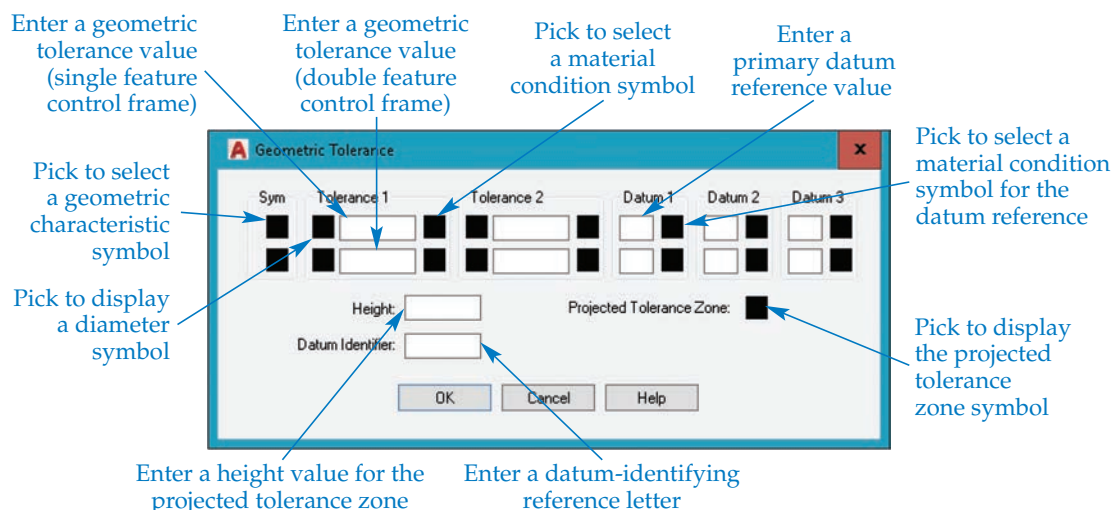 Enter a geometric
tolerance value
(single feature
control frame)
Enter a geometric
tolerance value
(double feature
control frame)
Pick to select
a material
condition symbol
Enter a
primary datum
reference value
Pick to select a
material condition
symbol for the
datum reference
Pick to select
a geometric
characteristic
symbol
Pick to display
a diameter
symbol
A Geometric Tolerance x
Sym Tolerance 1 Tolerance 2 Datum 1 Datum 2 Datum 3
Height: Projected Tolerance Zone:
Datum Identifier:
OK Cancel Help
Pick to display
the projected
tolerance
zone symbol
Enter a height value for the
projected tolerance zone
Enter a datum-identifying
reference letter